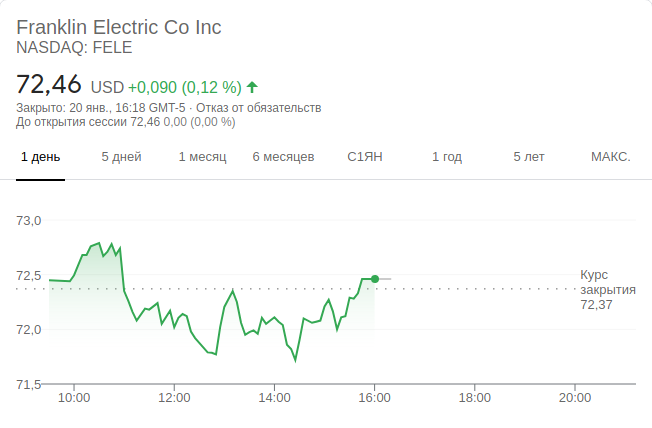 Franklin Electric Co Inc
NASDAQ: FELE
72,46 USD +0,090 (0,12 %)
Закрыто: 20 янв., 16:18 GMT-5 · Отказ от обязательств
До открытия сессии 72,46 0,00 (0,00 %)
1 день 5 дней 1 месяц 6 месяцев С1ЯН 1 год 5 лет МАКС.
73,0
72,5
Курс
закрытия
72,37
72,0
71,5
10:00 12:00 14:00 16:00 18:00 20:00